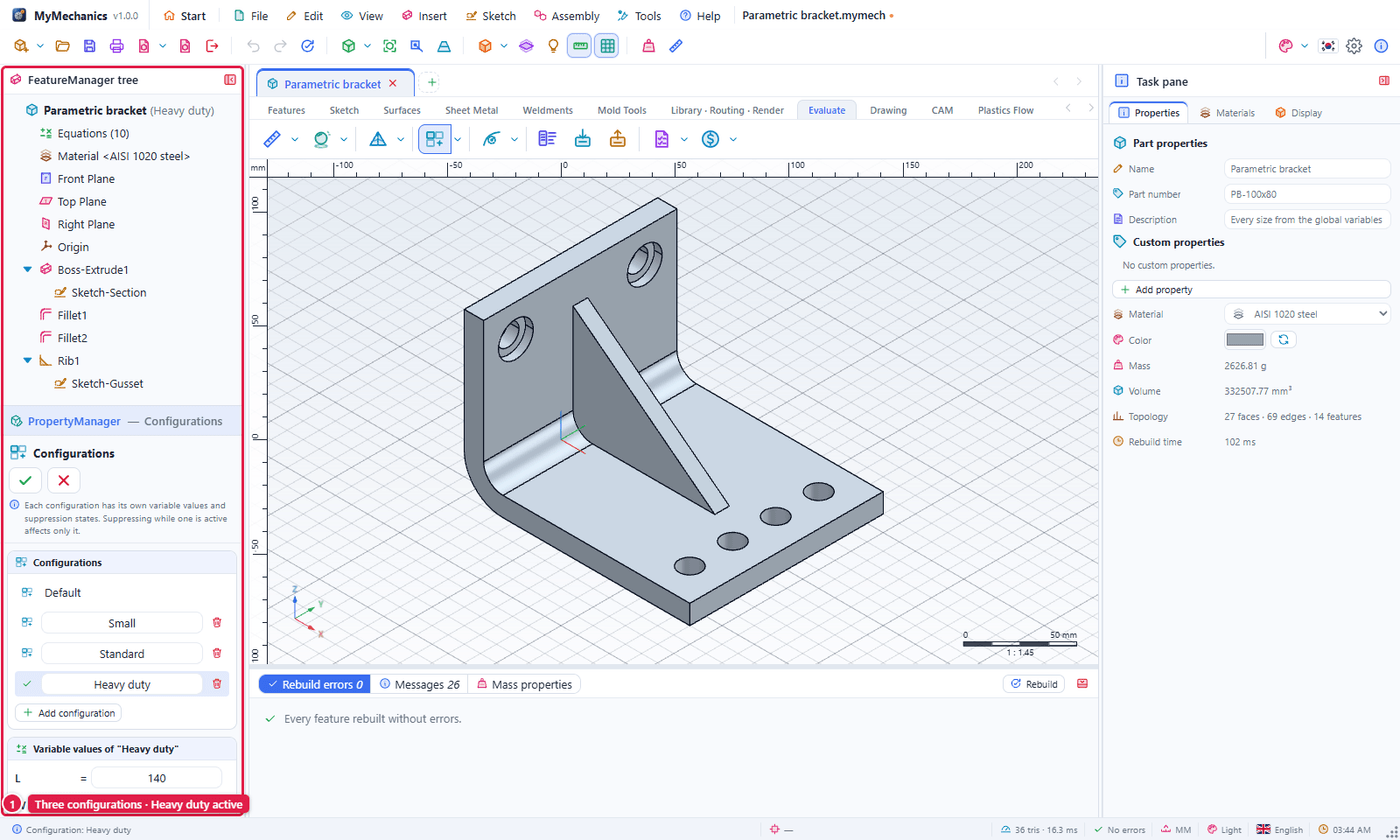 MyMechanics v1.0.0 Start File Edit View Insert Sketch Assembly Tools Help Parametric bracket.mymech
FeatureManager tree
Parametric bracket (Heavy duty)
Equations (10)
Material <AISI 1020 steel>
Front Plane
Top Plane
Right Plane
Origin
Boss-Extrude1
Sketch-Section
Fillet1
Fillet2
Rib1
Sketch-Gusset
PropertyManager — Configurations
Configurations
Each configuration has its own variable values and
suppression states. Suppressing while one is active
affects only it.
Configurations
Default
Small
Standard
Heavy duty
Add configuration
Variable values of "Heavy duty"
L = 140
1 Three configurations · Heavy duty active
Parametric bracket
Features Sketch Surfaces Sheet Metal Weldments Mold Tools Library · Routing · Render Evaluate Drawing CAM Plastics Flow
mm -100 -50 0 50 100 150 200
100
50
0
50
100
Z
Y
X
0 50 mm
1 : 1.45
Rebuild errors 0 Messages 26 Mass properties Rebuild
Every feature rebuilt without errors.
Task pane
Properties Materials Display
Part properties
Name Parametric bracket
Part number PB-100x80
Description Every size from the global variables
Custom properties
No custom properties.
Add property
Material AISI 1020 steel
Color
Mass 2626.81 g
Volume 332507.77 mm³
Topology 27 faces · 69 edges · 14 features
Rebuild time 102 ms
Configuration: Heavy duty — 36 tris · 16.3 ms No errors MM Light English 03:44 AM